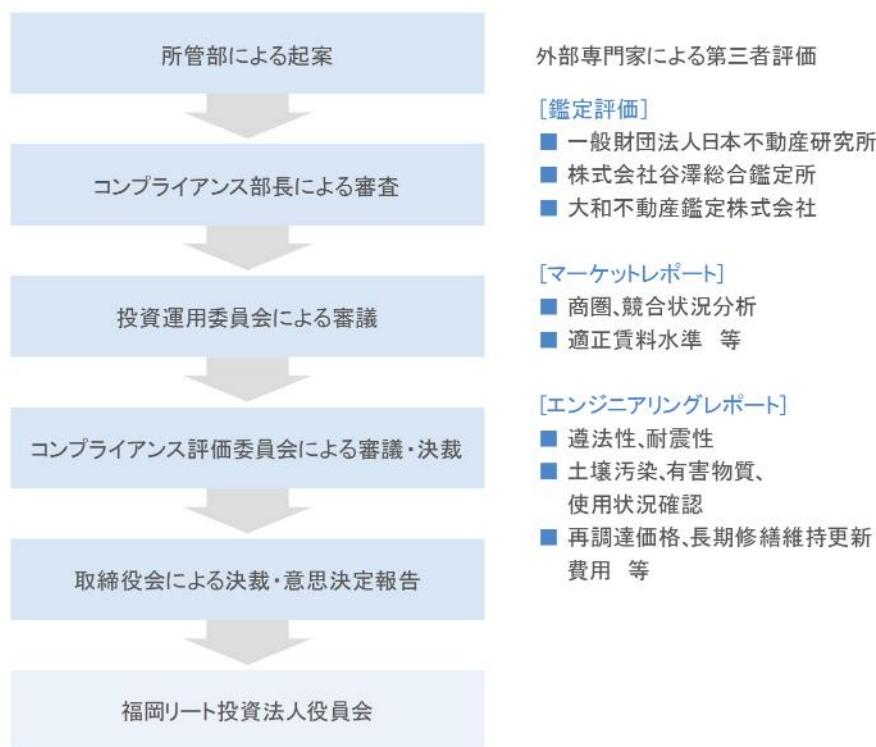 所管部による起案
コンプライアンス部長による審査
投資運用委員会による審議
コンプライアンス評価委員会による審議・決裁
取締役会による決裁・意思決定報告
福岡リート投資法人役員会
外部専門家による第三者評価
[鑑定評価]
■ 一般財団法人日本不動産研究所
■ 株式会社谷澤総合鑑定所
■ 大和不動産鑑定株式会社
[マーケットレポート]
■ 商圏、競合状況分析
■ 適正賃料水準 等
[エンジニアリングレポート]
■ 遵法性、耐震性
■ 土壌汚染、有害物質、
使用状況確認
■ 再調達価格、長期修繕維持更新
費用 等